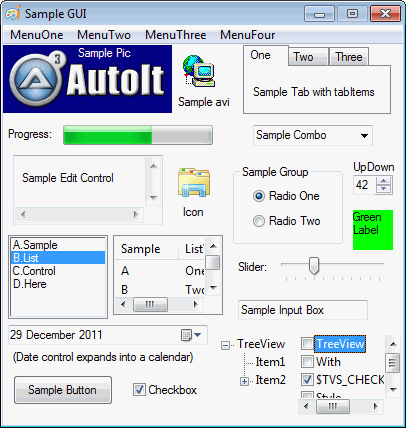 Sample GUI
MenuOne MenuTwo MenuThree MenuFour
Sample Pic
3
AutoIt
Sample avi
One Two Three
Sample Tab with tabItems
Progress:
Sample Combo
Sample Edit Control
Icon
Sample Group
Radio One
Radio Two
UpDown
42
Green
Label
A.Sample
B.List
C.Control
D.Here
Sample List
A One
B Two
Slider:
Sample Input Box
29 December 2011
(Date control expands into a calendar)
TreeView
Item1
Item2
TreeView
With
$TVS_CHECK
Style
Sample Button
Checkbox